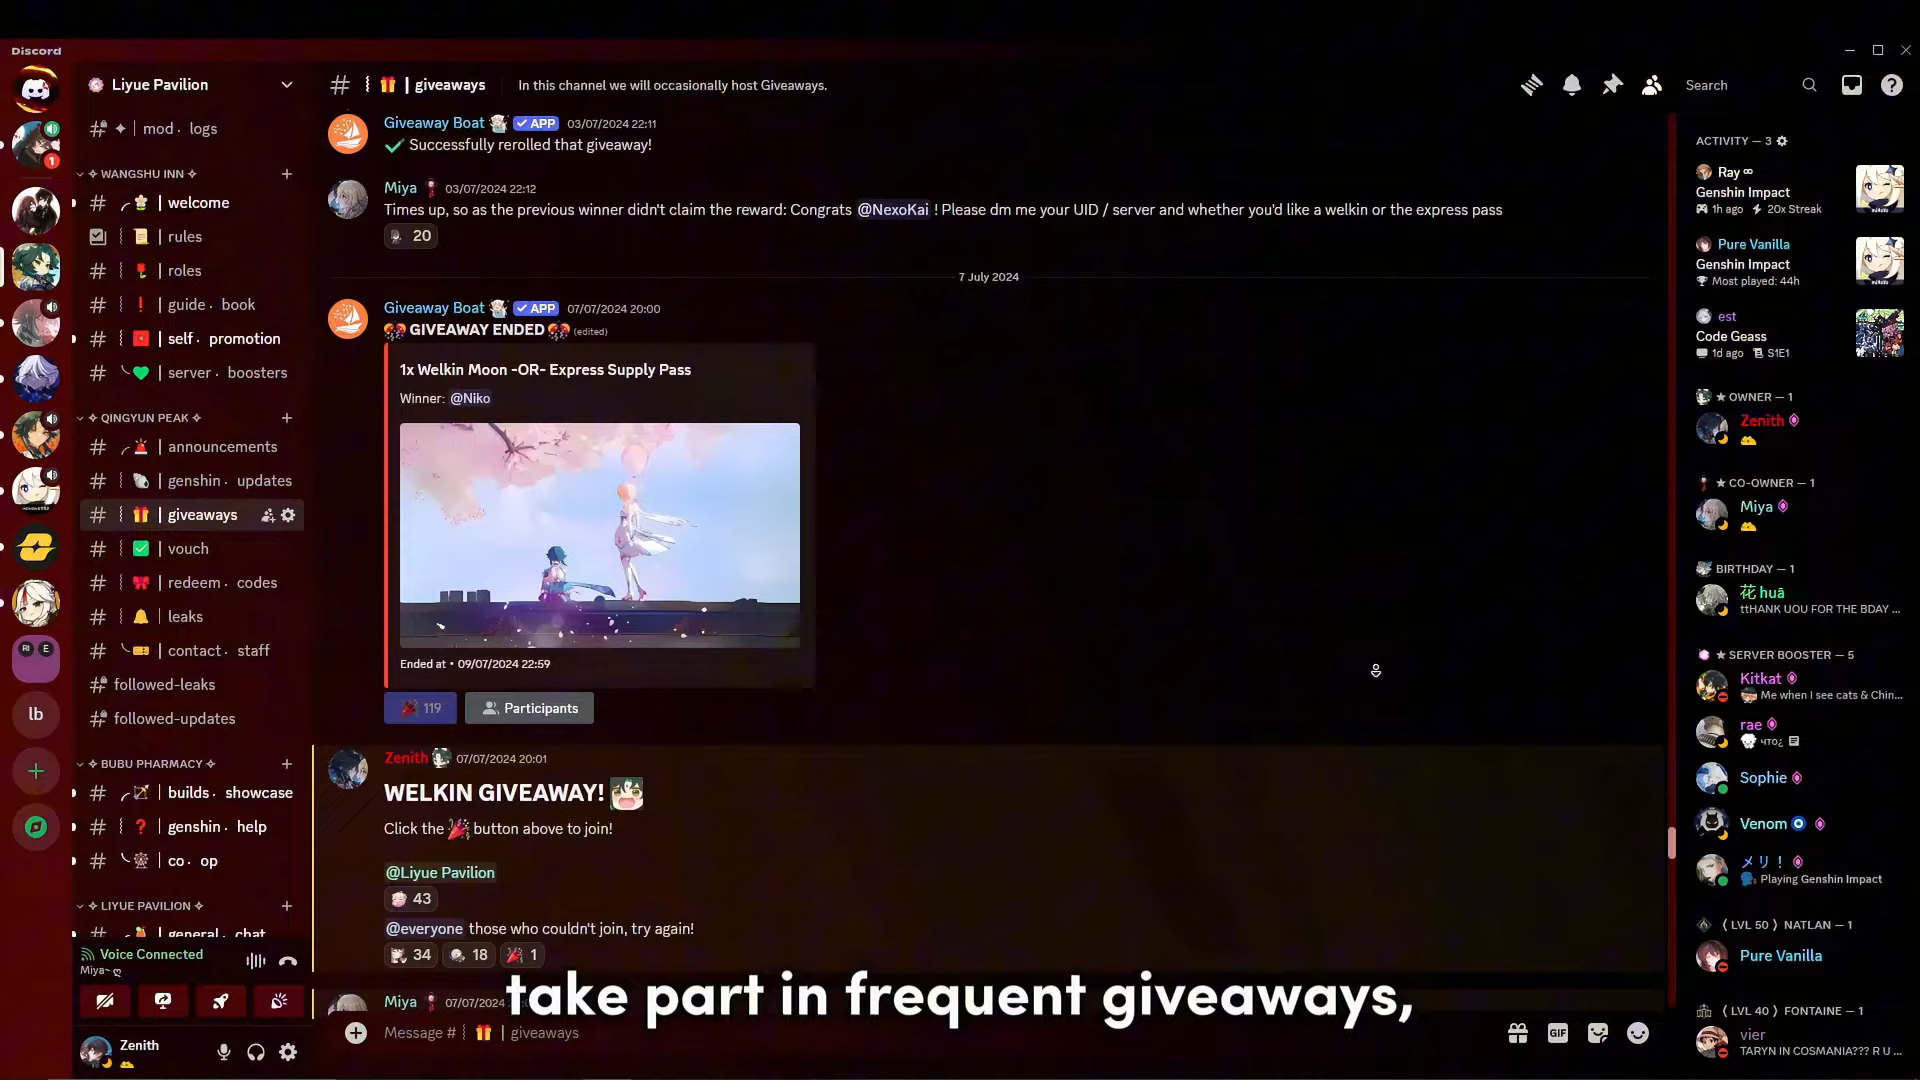 Discord
Liyue Pavilion
mod · logs
✧ WANGSHU INN ✧
welcome
rules
roles
guide · book
self · promotion
server · boosters
✧ QINGYUN PEAK ✧
announcements
genshin · updates
giveaways
vouch
redeem · codes
leaks
contact · staff
followed-leaks
followed-updates
✧ BUBU PHARMACY ✧
builds · showcase
genshin · help
co · op
✧ LIYUE PAVILION ✧
general · chat
Voice Connected
Miya~ ღ
Zenith
1
RI E
lb
# | giveaways In this channel we will occasionally host Giveaways.
Search
Giveaway Boat ✓ APP 03/07/2024 22:11
Successfully rerolled that giveaway!
Miya 03/07/2024 22:12
Times up, so as the previous winner didn't claim the reward: Congrats @NexoKai ! Please dm me your UID / server and whether you'd like a welkin or the express pass
20
7 July 2024
Giveaway Boat ✓ APP 07/07/2024 20:00
GIVEAWAY ENDED (edited)
1x Welkin Moon -OR- Express Supply Pass
Winner: @Niko
Ended at • 09/07/2024 22:59
119 Participants
Zenith 07/07/2024 20:01
WELKIN GIVEAWAY!
Click the button above to join!
@Liyue Pavilion
43
@everyone those who couldn't join, try again!
34 18 1
Miya 07/07/2024
take part in frequent giveaways,
Message # | giveaways
GIF
ACTIVITY — 3
Ray ∞
Genshin Impact
1h ago 20x Streak
Pure Vanilla
Genshin Impact
Most played: 44h
est
Code Geass
1d ago S1E1
★ OWNER — 1
Zenith
★ CO-OWNER — 1
Miya
BIRTHDAY — 1
花 huā
ttHANK UOU FOR THE BDAY ...
★ SERVER BOOSTER — 5
Kitkat
Me when I see cats & Chin...
rae
что¿
Sophie
Venom
メリ！
Playing Genshin Impact
( LVL 50 ) NATLAN — 1
Pure Vanilla
( LVL 40 ) FONTAINE — 1
vier
TARYN IN COSMANIA??? R U ...